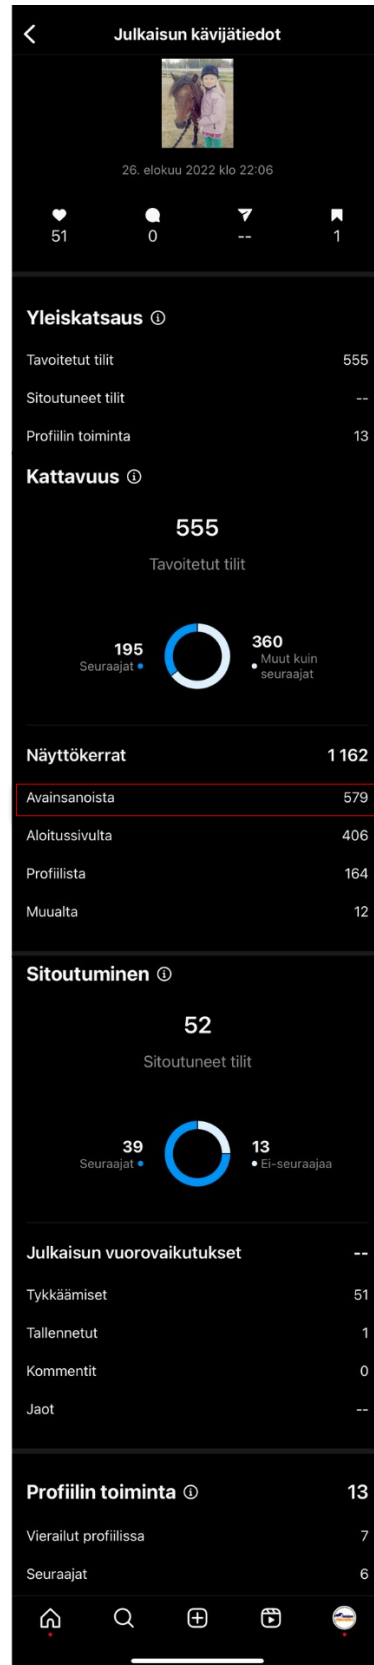 Julkaisun kävijätiedot
26. elokuu 2022 klo 22:06
51 0 -- 1
Yleiskatsaus
Tavoitetut tilit 555
Sitoutuneet tilit --
Profiilin toiminta 13
Kattavuus
555
Tavoitetut tilit
195
Seuraajat
360
Muut kuin
seuraajat
Näyttökerrat 1 162
Avainsanoista 579
Aloitussivulta 406
Profiilista 164
Muualta 12
Sitoutuminen
52
Sitoutuneet tilit
39
Seuraajat
13
Ei-seuraajaa
Julkaisun vuorovaikutukset --
Tykkäämiset 51
Tallennetut 1
Kommentit 0
Jaot --
Profiilin toiminta 13
Vierailut profiilissa 7
Seuraajat 6